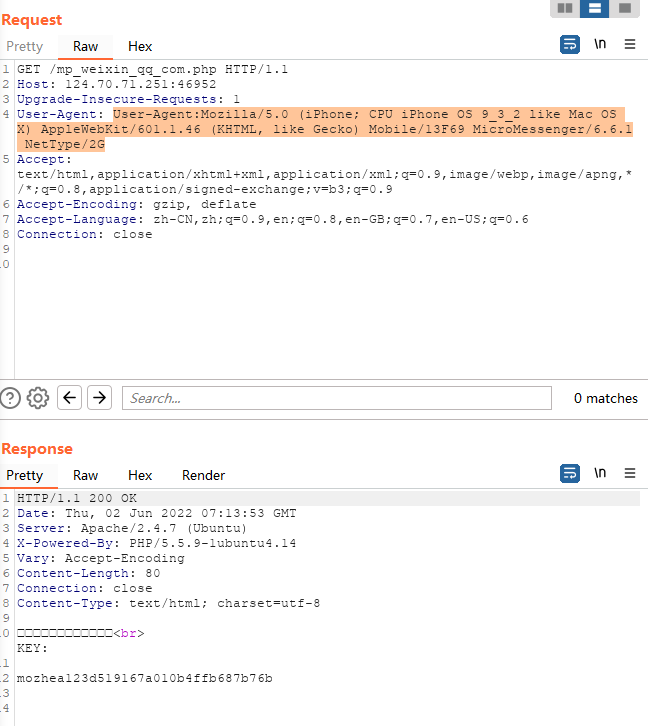 Request
Pretty Raw Hex
\n
1 GET /mp_weixin_qq_com.php HTTP/1.1
2 Host: 124.70.71.251:46952
3 Upgrade-Insecure-Requests: 1
4 User-Agent: User-Agent:Mozilla/5.0 (iPhone; CPU iPhone OS 9_3_2 like Mac OS
X) AppleWebKit/601.1.46 (KHTML, like Gecko) Mobile/13F69 MicroMessenger/6.6.1
NetType/2G
5 Accept:
text/html,application/xhtml+xml,application/xml;q=0.9,image/webp,image/apng,*
/*;q=0.8,application/signed-exchange;v=b3;q=0.9
6 Accept-Encoding: gzip, deflate
7 Accept-Language: zh-CN,zh;q=0.9,en;q=0.8,en-GB;q=0.7,en-US;q=0.6
8 Connection: close
9
0
Search...
0 matches
Response
Pretty Raw Hex Render
\n
1 HTTP/1.1 200 OK
2 Date: Thu, 02 Jun 2022 07:13:53 GMT
3 Server: Apache/2.4.7 (Ubuntu)
4 X-Powered-By: PHP/5.5.9-1ubuntu4.14
5 Vary: Accept-Encoding
6 Content-Length: 80
7 Connection: close
8 Content-Type: text/html; charset=utf-8
9
0 □□□□□□□□□□□□<br>
KEY:
1
2 mozhea123d519167a010b4ffb687b76b
3
4